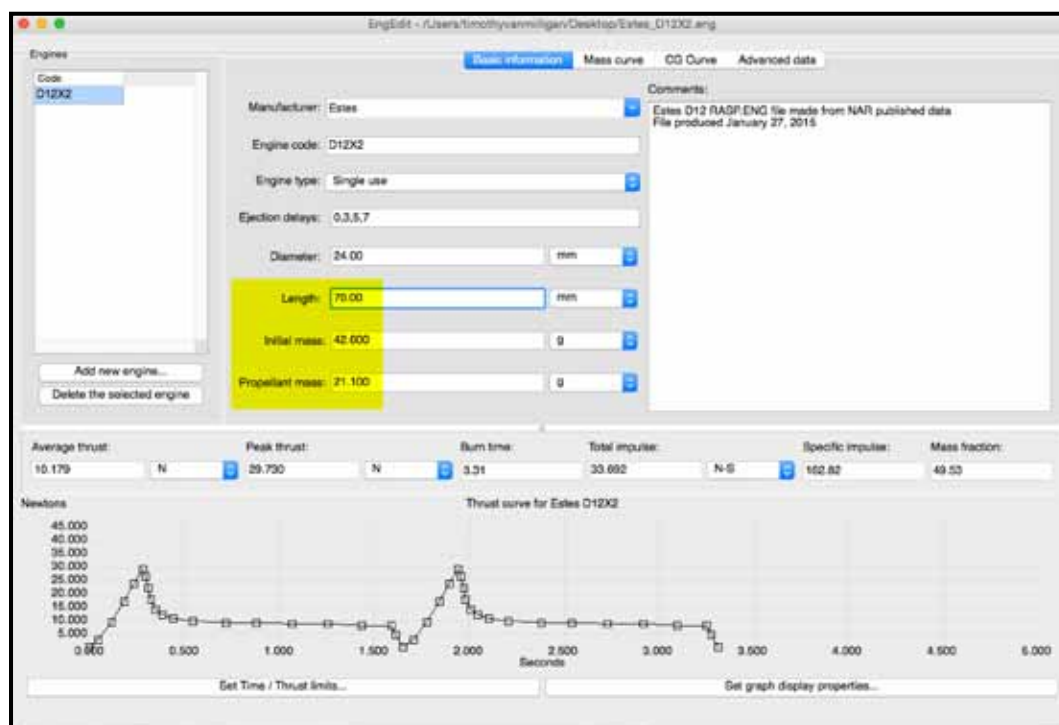 EngEdit - /Users/timothyvanmilligan/Desktop/Estes_D12X2.eng
Engines
Code
D12X2
Add new engine...
Delete the selected engine
Basic information
Mass curve
CG Curve
Advanced data
Manufacturer: Estes
Engine code: D12X2
Engine type: Single use
Ejection delays: 0,3,5,7
Diameter: 24.00 mm
Length: 70.00 mm
Initial mass: 42.600 g
Propellant mass: 21.100 g
Comments:
Estes D12 RASP.ENG file made from NAR published data
File produced January 27, 2015
Average thrust: Peak thrust: Burn time: Total impulse: Specific impulse: Mass fraction:
10.179 N 29.730 N 3.31 33.692 N-S 162.82 49.53
Newtons
Thrust curve for Estes D12X2
45.000
40.000
35.000
30.000
25.000
20.000
15.000
10.000
5.000
0.000 0.500 1.000 1.500 2.000 2.500 3.000 3.500 4.000 4.500 5.000
Seconds
Set Time / Thrust limits...
Set graph display properties...